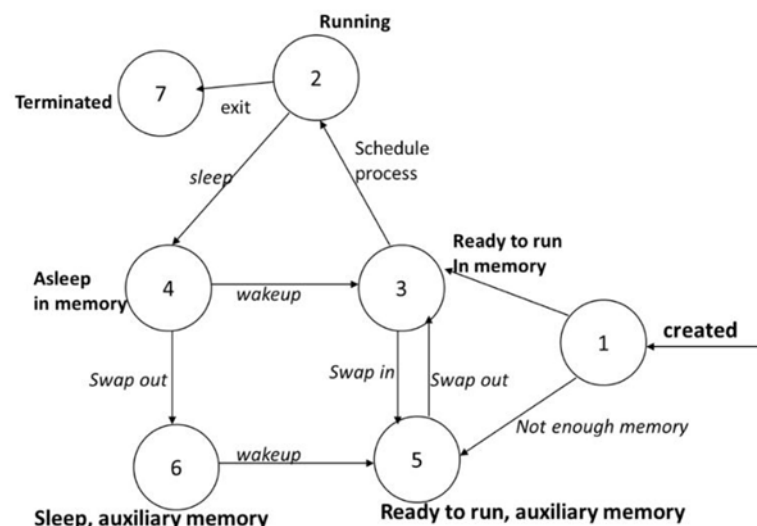 Running
2
7
Terminated
exit
Schedule
process
sleep
Ready to run
In memory
Asleep
in memory
4
wakeup
3
created
1
Swap out
Swap in
Swap out
Not enough memory
6
wakeup
5
Sleep, auxiliary memory
Ready to run, auxiliary memory